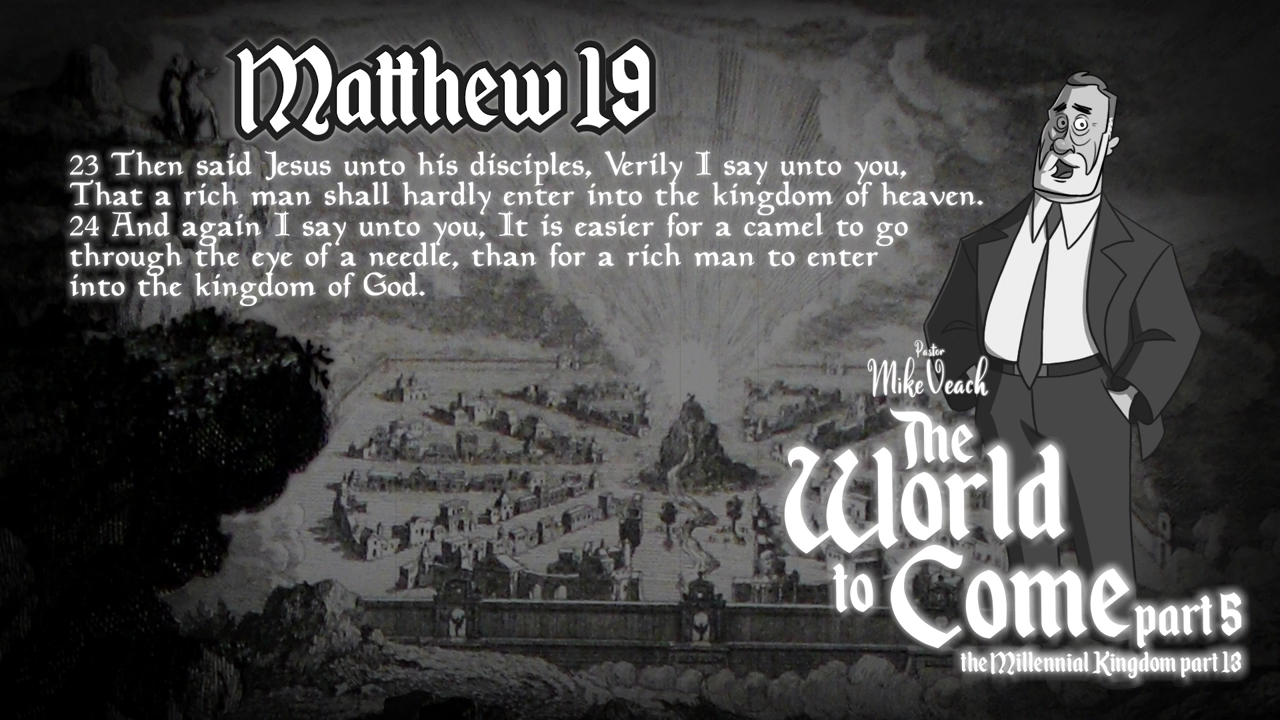 Matthew 19
23 Then said Jesus unto his disciples, Verily I say unto you,
That a rich man shall hardly enter into the kingdom of heaven.
24 And again I say unto you, It is easier for a camel to go
through the eye of a needle, than for a rich man to enter
into the kingdom of God.
Pastor
Mike Veach
The
World
to Come part 5
the Millennial Kingdom part 13